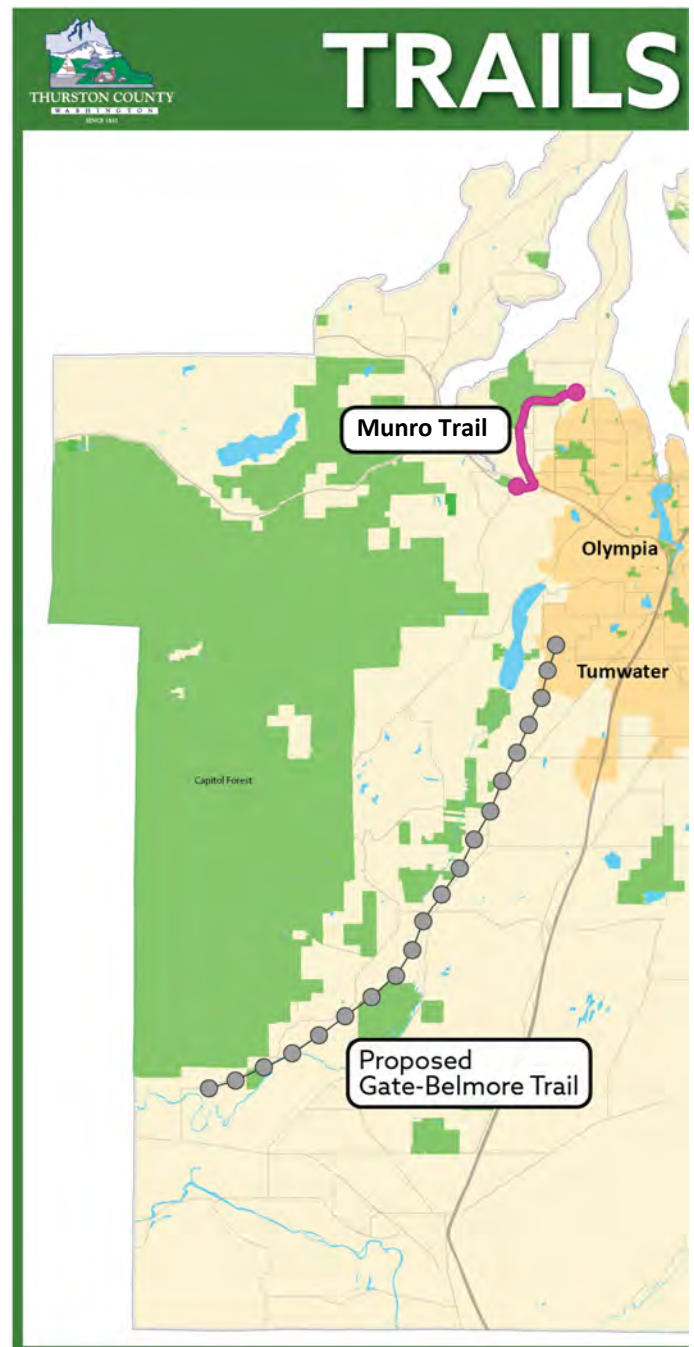 THURSTON COUNTY
WASHINGTON
SINCE 1852
TRAILS
Munro Trail
Olympia
Tumwater
Capitol Forest
Proposed
Gate-Belmore Trail